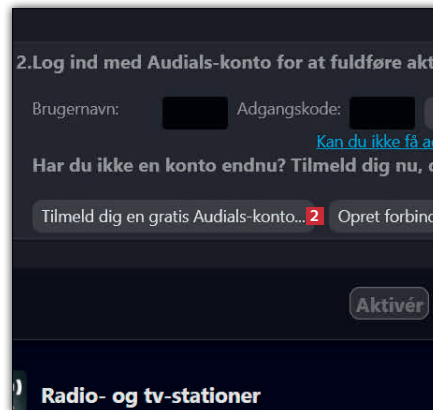 2.Log ind med Audials-konto for at fuldføre akt
Brugernavn: Adgangskode:
Kan du ikke få ad
Har du ikke en konto endnu? Tilmeld dig nu,
Tilmeld dig en gratis Audials-konto... 2 Opret forbind
Aktivér
Radio- og tv-stationer